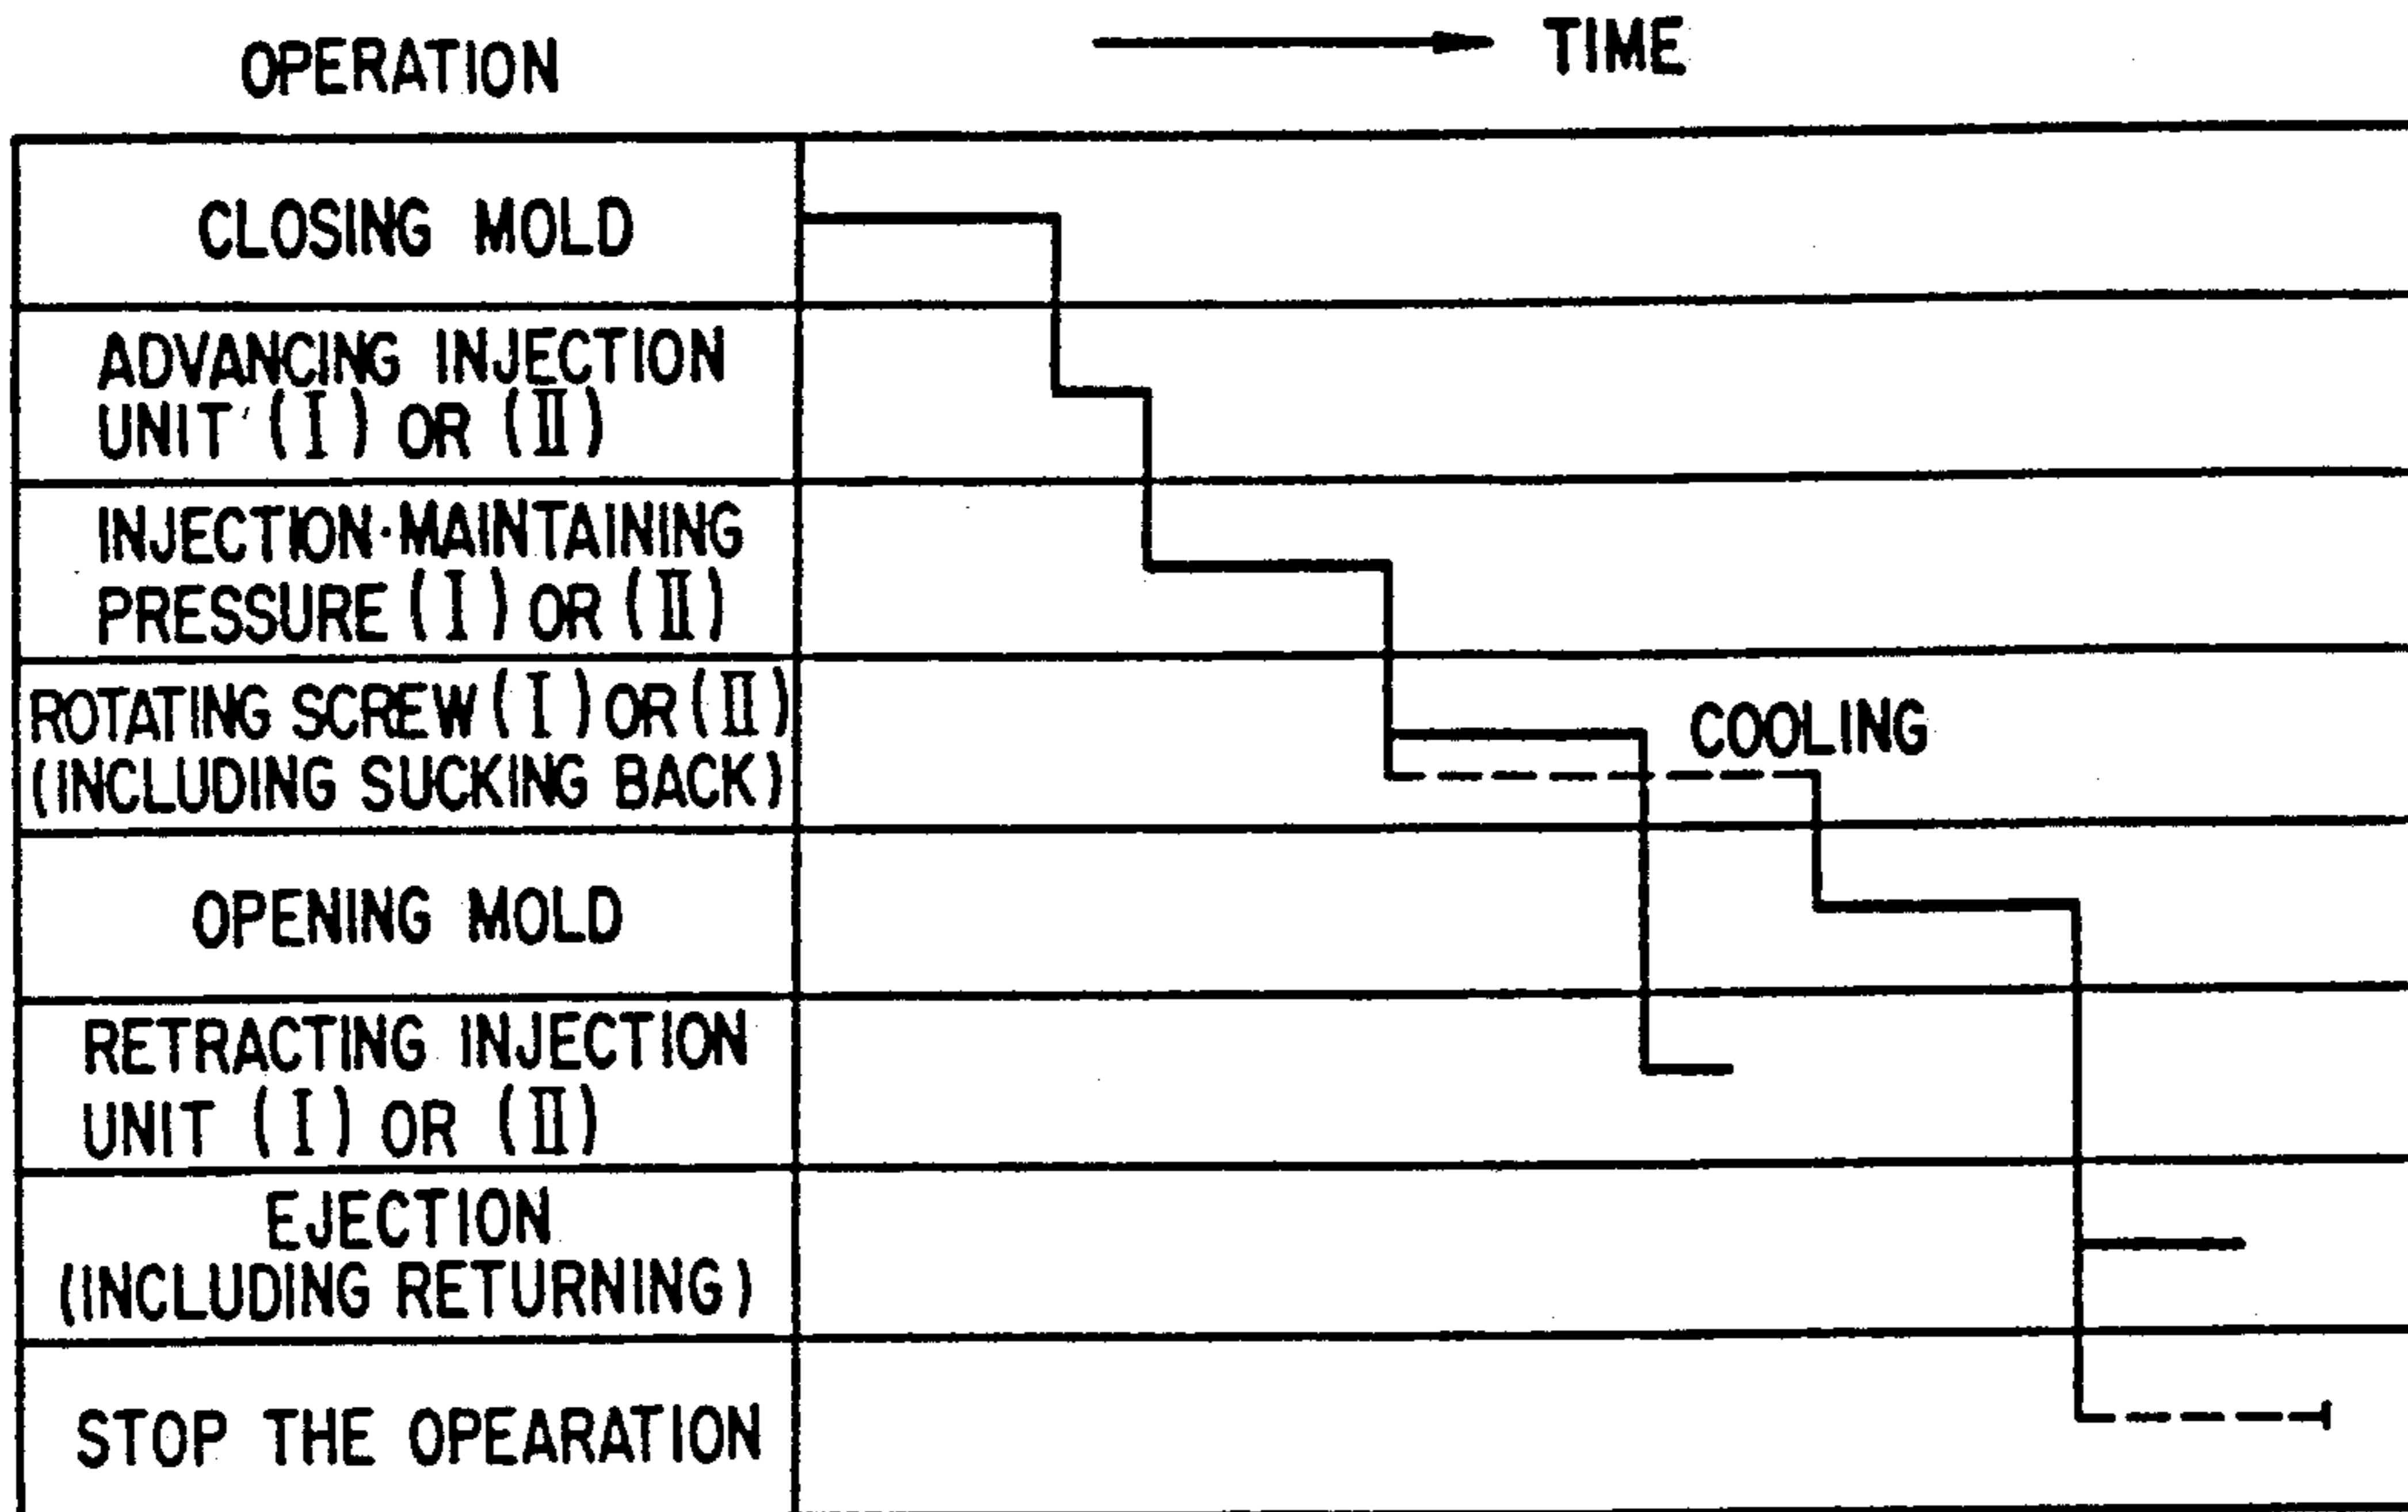 OPERATION
TIME
CLOSING MOLD
ADVANCING INJECTION
UNIT (I) OR (II)
INJECTION·MAINTAINING
PRESSURE (I) OR (II)
ROTATING SCREW (I) OR (II)
(INCLUDING SUCKING BACK)
COOLING
OPENING MOLD
RETRACTING INJECTION
UNIT (I) OR (II)
EJECTION
(INCLUDING RETURNING)
STOP THE OPEARATION